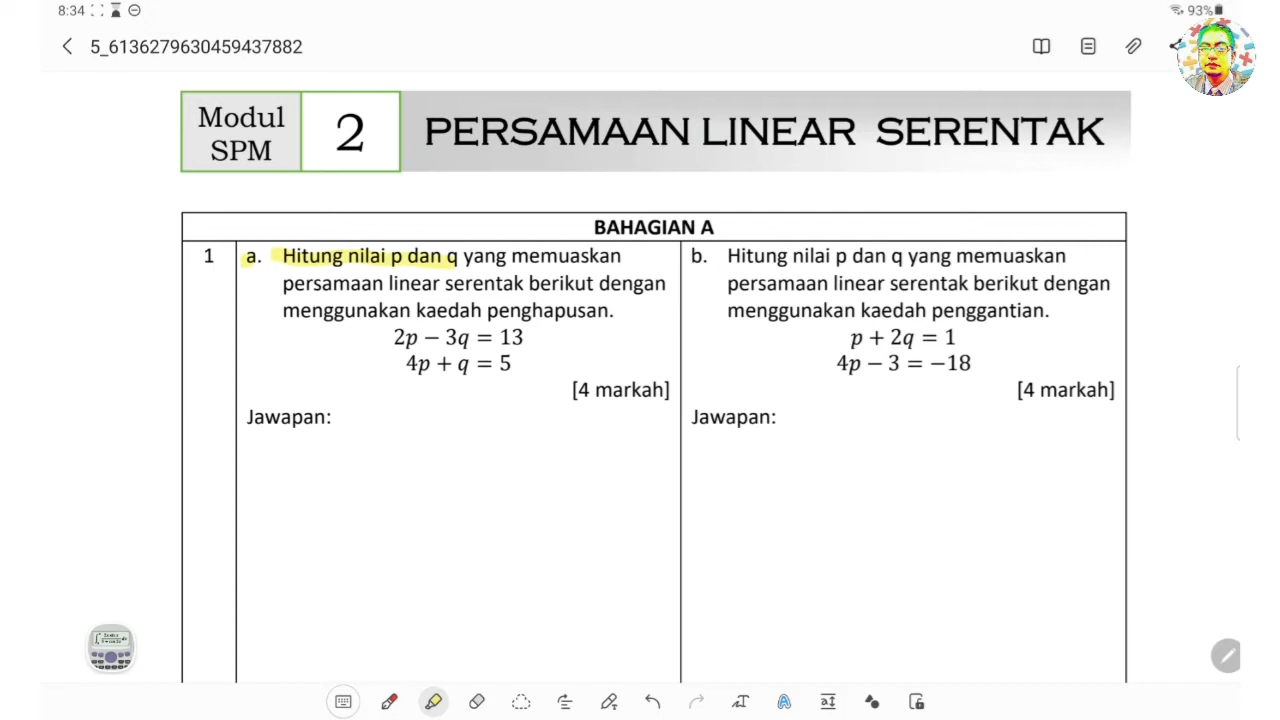 8:34
93%
5_6136279630459437882
Modul
SPM
2
PERSAMAAN LINEAR SERENTAK
BAHAGIAN A
1
a. Hitung nilai p dan q yang memuaskan
persamaan linear serentak berikut dengan
menggunakan kaedah penghapusan.
2p − 3q = 13
4p + q = 5
[4 markah]
Jawapan:
b. Hitung nilai p dan q yang memuaskan
persamaan linear serentak berikut dengan
menggunakan kaedah penggantian.
p + 2q = 1
4p − 3 = −18
[4 markah]
Jawapan: